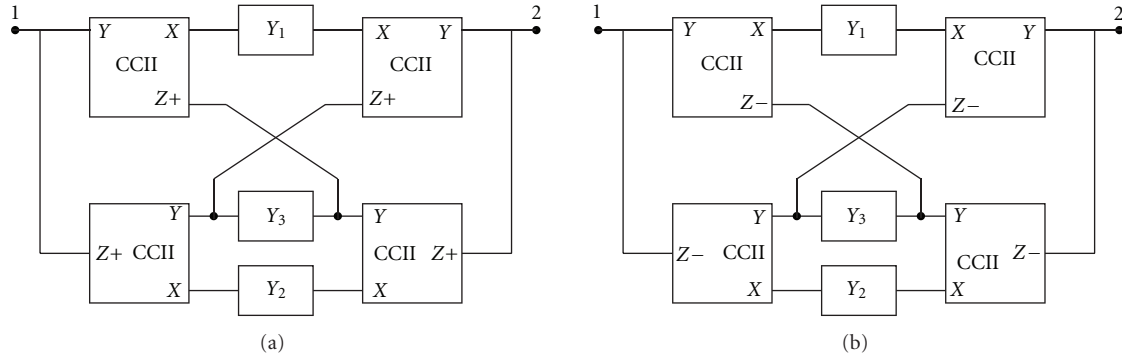 1 Y X Y₁ X Y 2
CCII CCII
Z+ Z+
Y Y₃ Y
Z+ CCII CCII Z+
X Y₂ X
(a)
1 Y X Y₁ X Y 2
CCII CCII
Z− Z−
Y Y₃ Y
Z− CCII CCII Z−
X Y₂ X
(b)